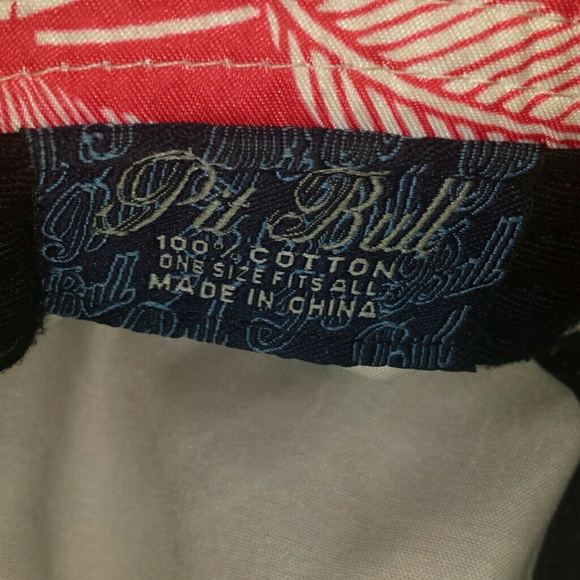 Pit Bull
100% COTTON
ONE SIZE FITS ALL
MADE IN CHINA